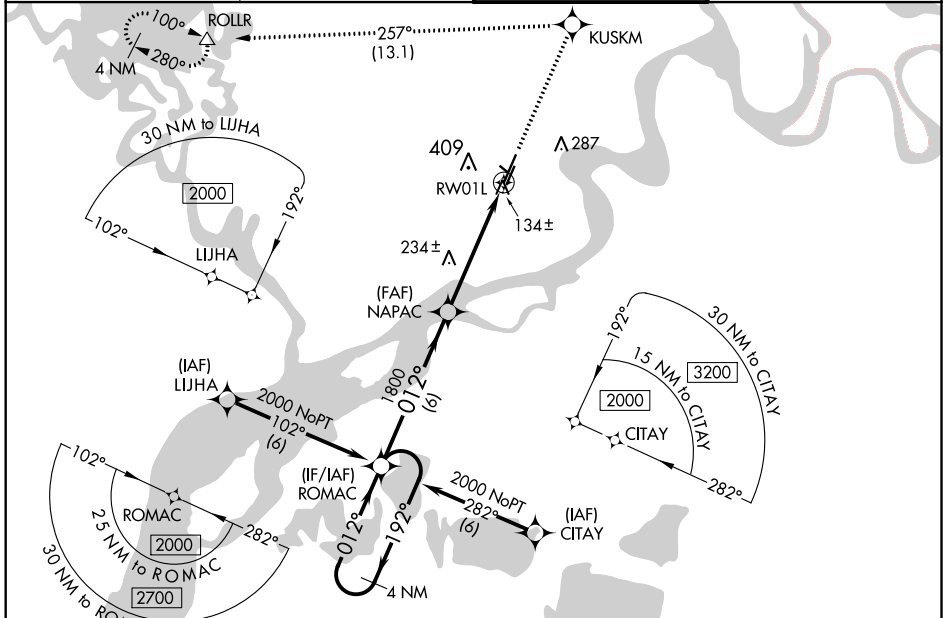 100°
ROLLR
280°
4 NM
257°
(13.1)
KUSKM
30 NM to LIJHA
2000
102°
192°
LIJHA
409
287
RW01L
134±
234±
(FAF)
NAPAC
1800
012°
(6)
(IAF)
LIJHA
2000 NoPT
102°
(6)
(IF/IAF)
ROMAC
012°
192°
4 NM
2000 NoPT
282°
(6)
(IAF)
CITAY
192°
30 NM to CITAY
3200
15 NM to CITAY
2000
CITAY
282°
102°
ROMAC
282°
2000
25 NM to ROMAC
2700
30 NM to